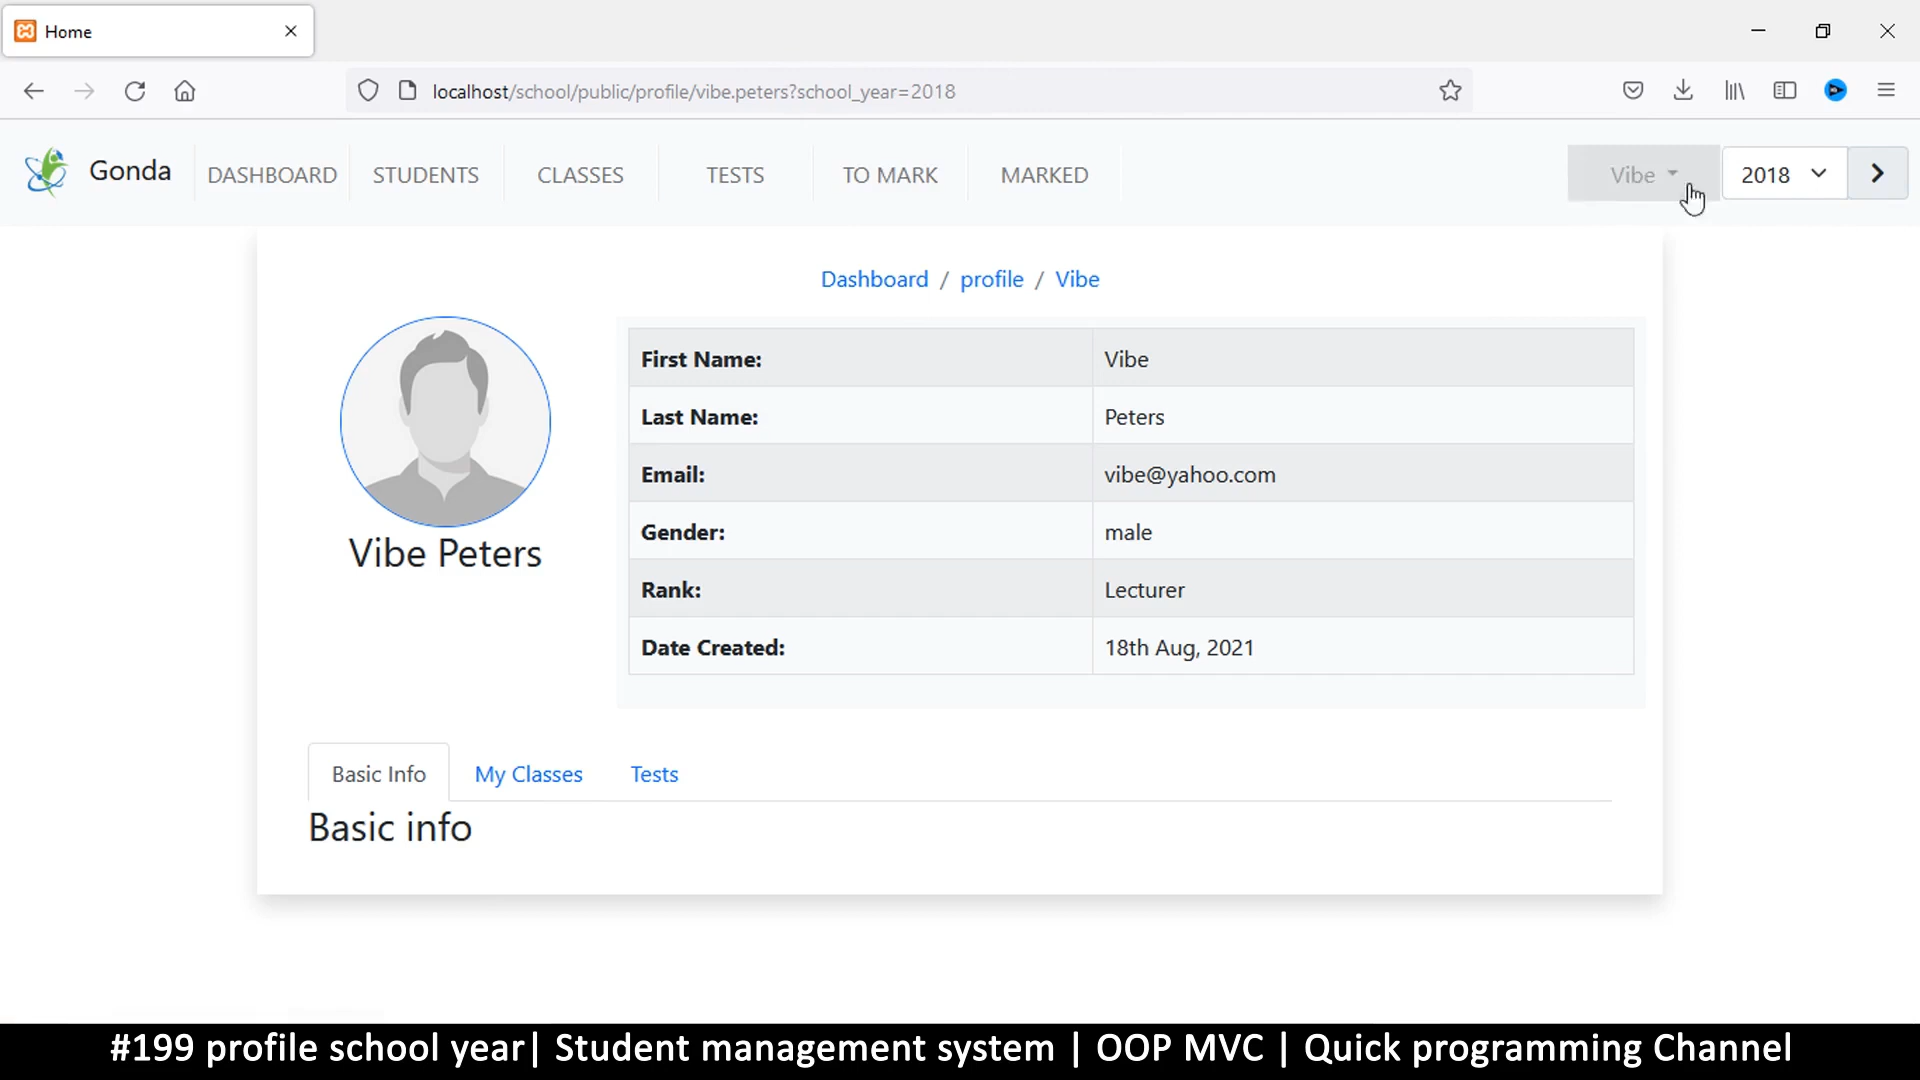 Home
localhost/school/public/profile/vibe.peters?school_year=2018
Gonda DASHBOARD STUDENTS CLASSES TESTS TO MARK MARKED Vibe 2018
Dashboard / profile / Vibe
First Name: Vibe
Last Name: Peters
Email: vibe@yahoo.com
Gender: male
Rank: Lecturer
Date Created: 18th Aug, 2021
Vibe Peters
Basic Info My Classes Tests
Basic info
#199 profile school year| Student management system | OOP MVC | Quick programming Channel